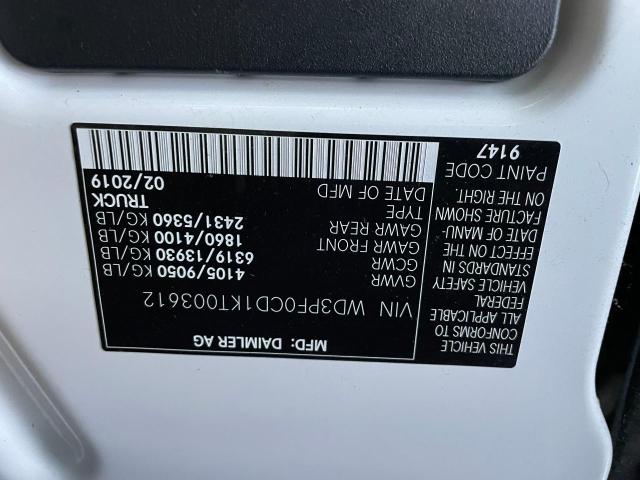 MFD: DAIMLER AG
VIN WD3PF0CD1KT003612
GVWR 4105/9050 KG/LB
GCWR 6319/13930 KG/LB
GAWR FRONT 1860/4100 KG/LB
GAWR REAR 2431/5360 KG/LB
TYPE TRUCK
DATE OF MFD 02/2019
THIS VEHICLE
CONFORMS TO
ALL APPLICABLE
FEDERAL
VEHICLE SAFETY
STANDARDS IN
EFFECT ON THE
DATE OF MANU-
FACTURE SHOWN
ON THE RIGHT.
PAINT CODE
9147